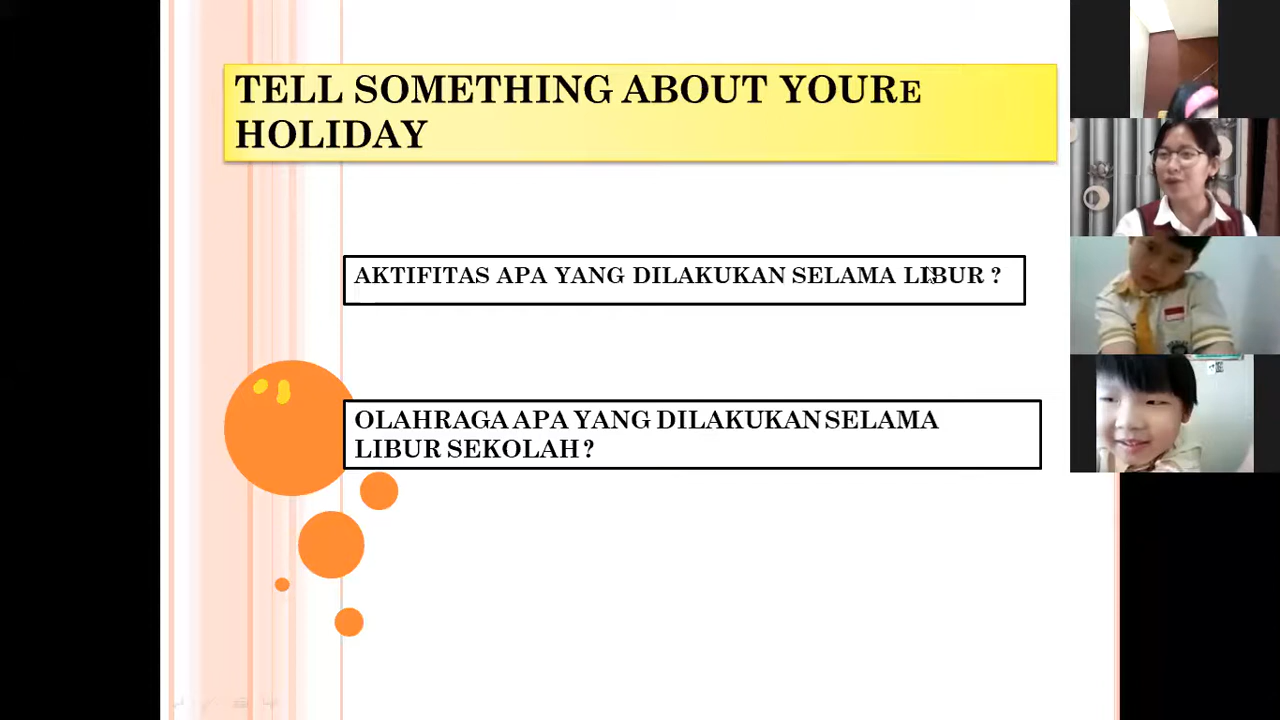 TELL SOMETHING ABOUT YOURE
HOLIDAY
AKTIFITAS APA YANG DILAKUKAN SELAMA LIBUR ?
OLAHRAGA APA YANG DILAKUKAN SELAMA
LIBUR SEKOLAH ?